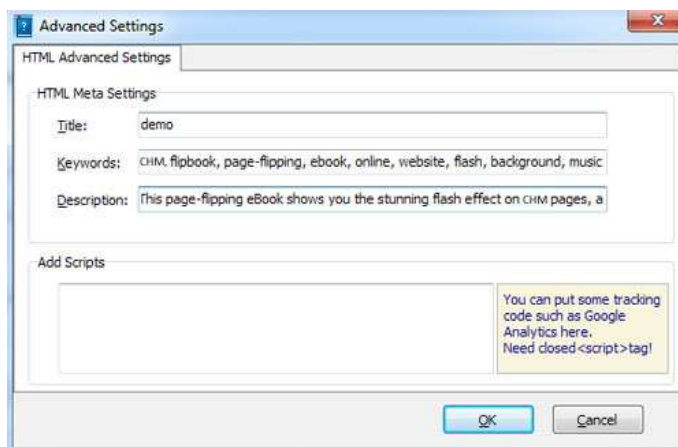 Advanced Settings
HTML Advanced Settings
HTML Meta Settings
Title: demo
Keywords: CHM, flipbook, page-flipping, ebook, online, website, flash, background, music
Description: This page-flipping eBook shows you the stunning flash effect on CHM pages, a
Add Scripts
You can put some tracking
code such as Google
Analytics here.
Need closed<script>tag!
OK Cancel